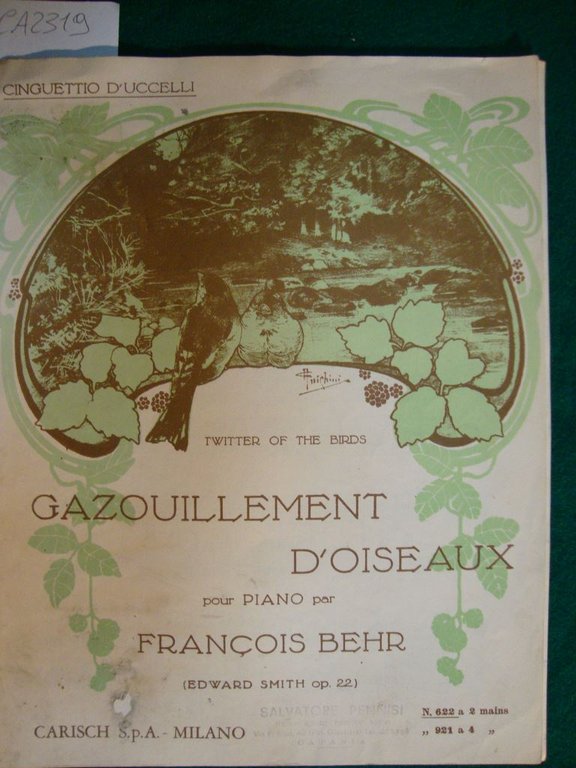 CA2319
CINGUETTIO D'UCCELLI
TWITTER OF THE BIRDS
GAZOUILLEMENT
D'OISEAUX
pour PIANO par
FRANÇOIS BEHR
(EDWARD SMITH op. 22)
SALVATORE
CATANIA
N. 622 a 2 mains
„ 921 a 4 „
CARISCH S.p.A. - MILANO